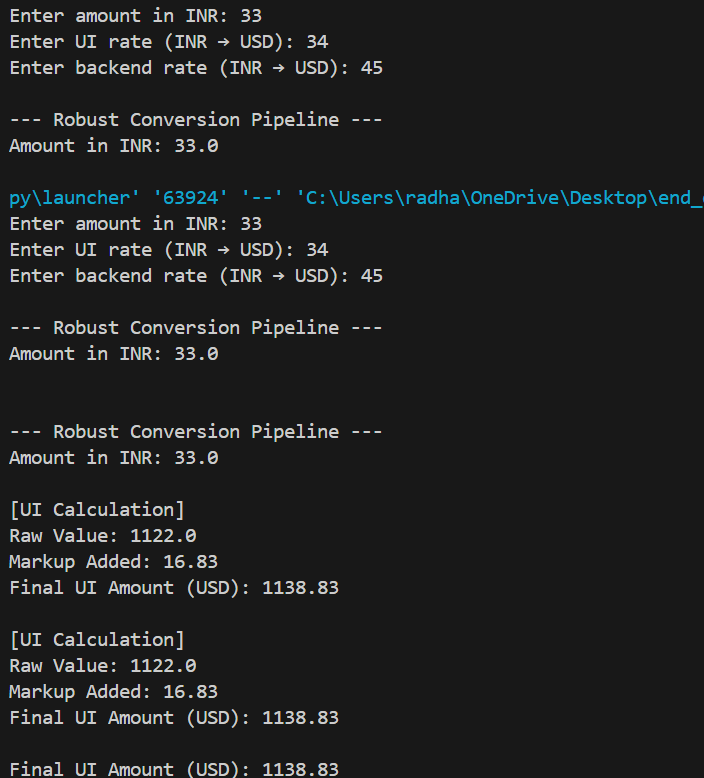 Enter amount in INR: 33
Enter UI rate (INR → USD): 34
Enter backend rate (INR → USD): 45
--- Robust Conversion Pipeline ---
Amount in INR: 33.0
py\launcher' '63924' '--' 'C:\Users\radha\OneDrive\Desktop\end_
Enter amount in INR: 33
Enter UI rate (INR → USD): 34
Enter backend rate (INR → USD): 45
--- Robust Conversion Pipeline ---
Amount in INR: 33.0
--- Robust Conversion Pipeline ---
Amount in INR: 33.0
[UI Calculation]
Raw Value: 1122.0
Markup Added: 16.83
Final UI Amount (USD): 1138.83
[UI Calculation]
Raw Value: 1122.0
Markup Added: 16.83
Final UI Amount (USD): 1138.83
Final UI Amount (USD): 1138.83